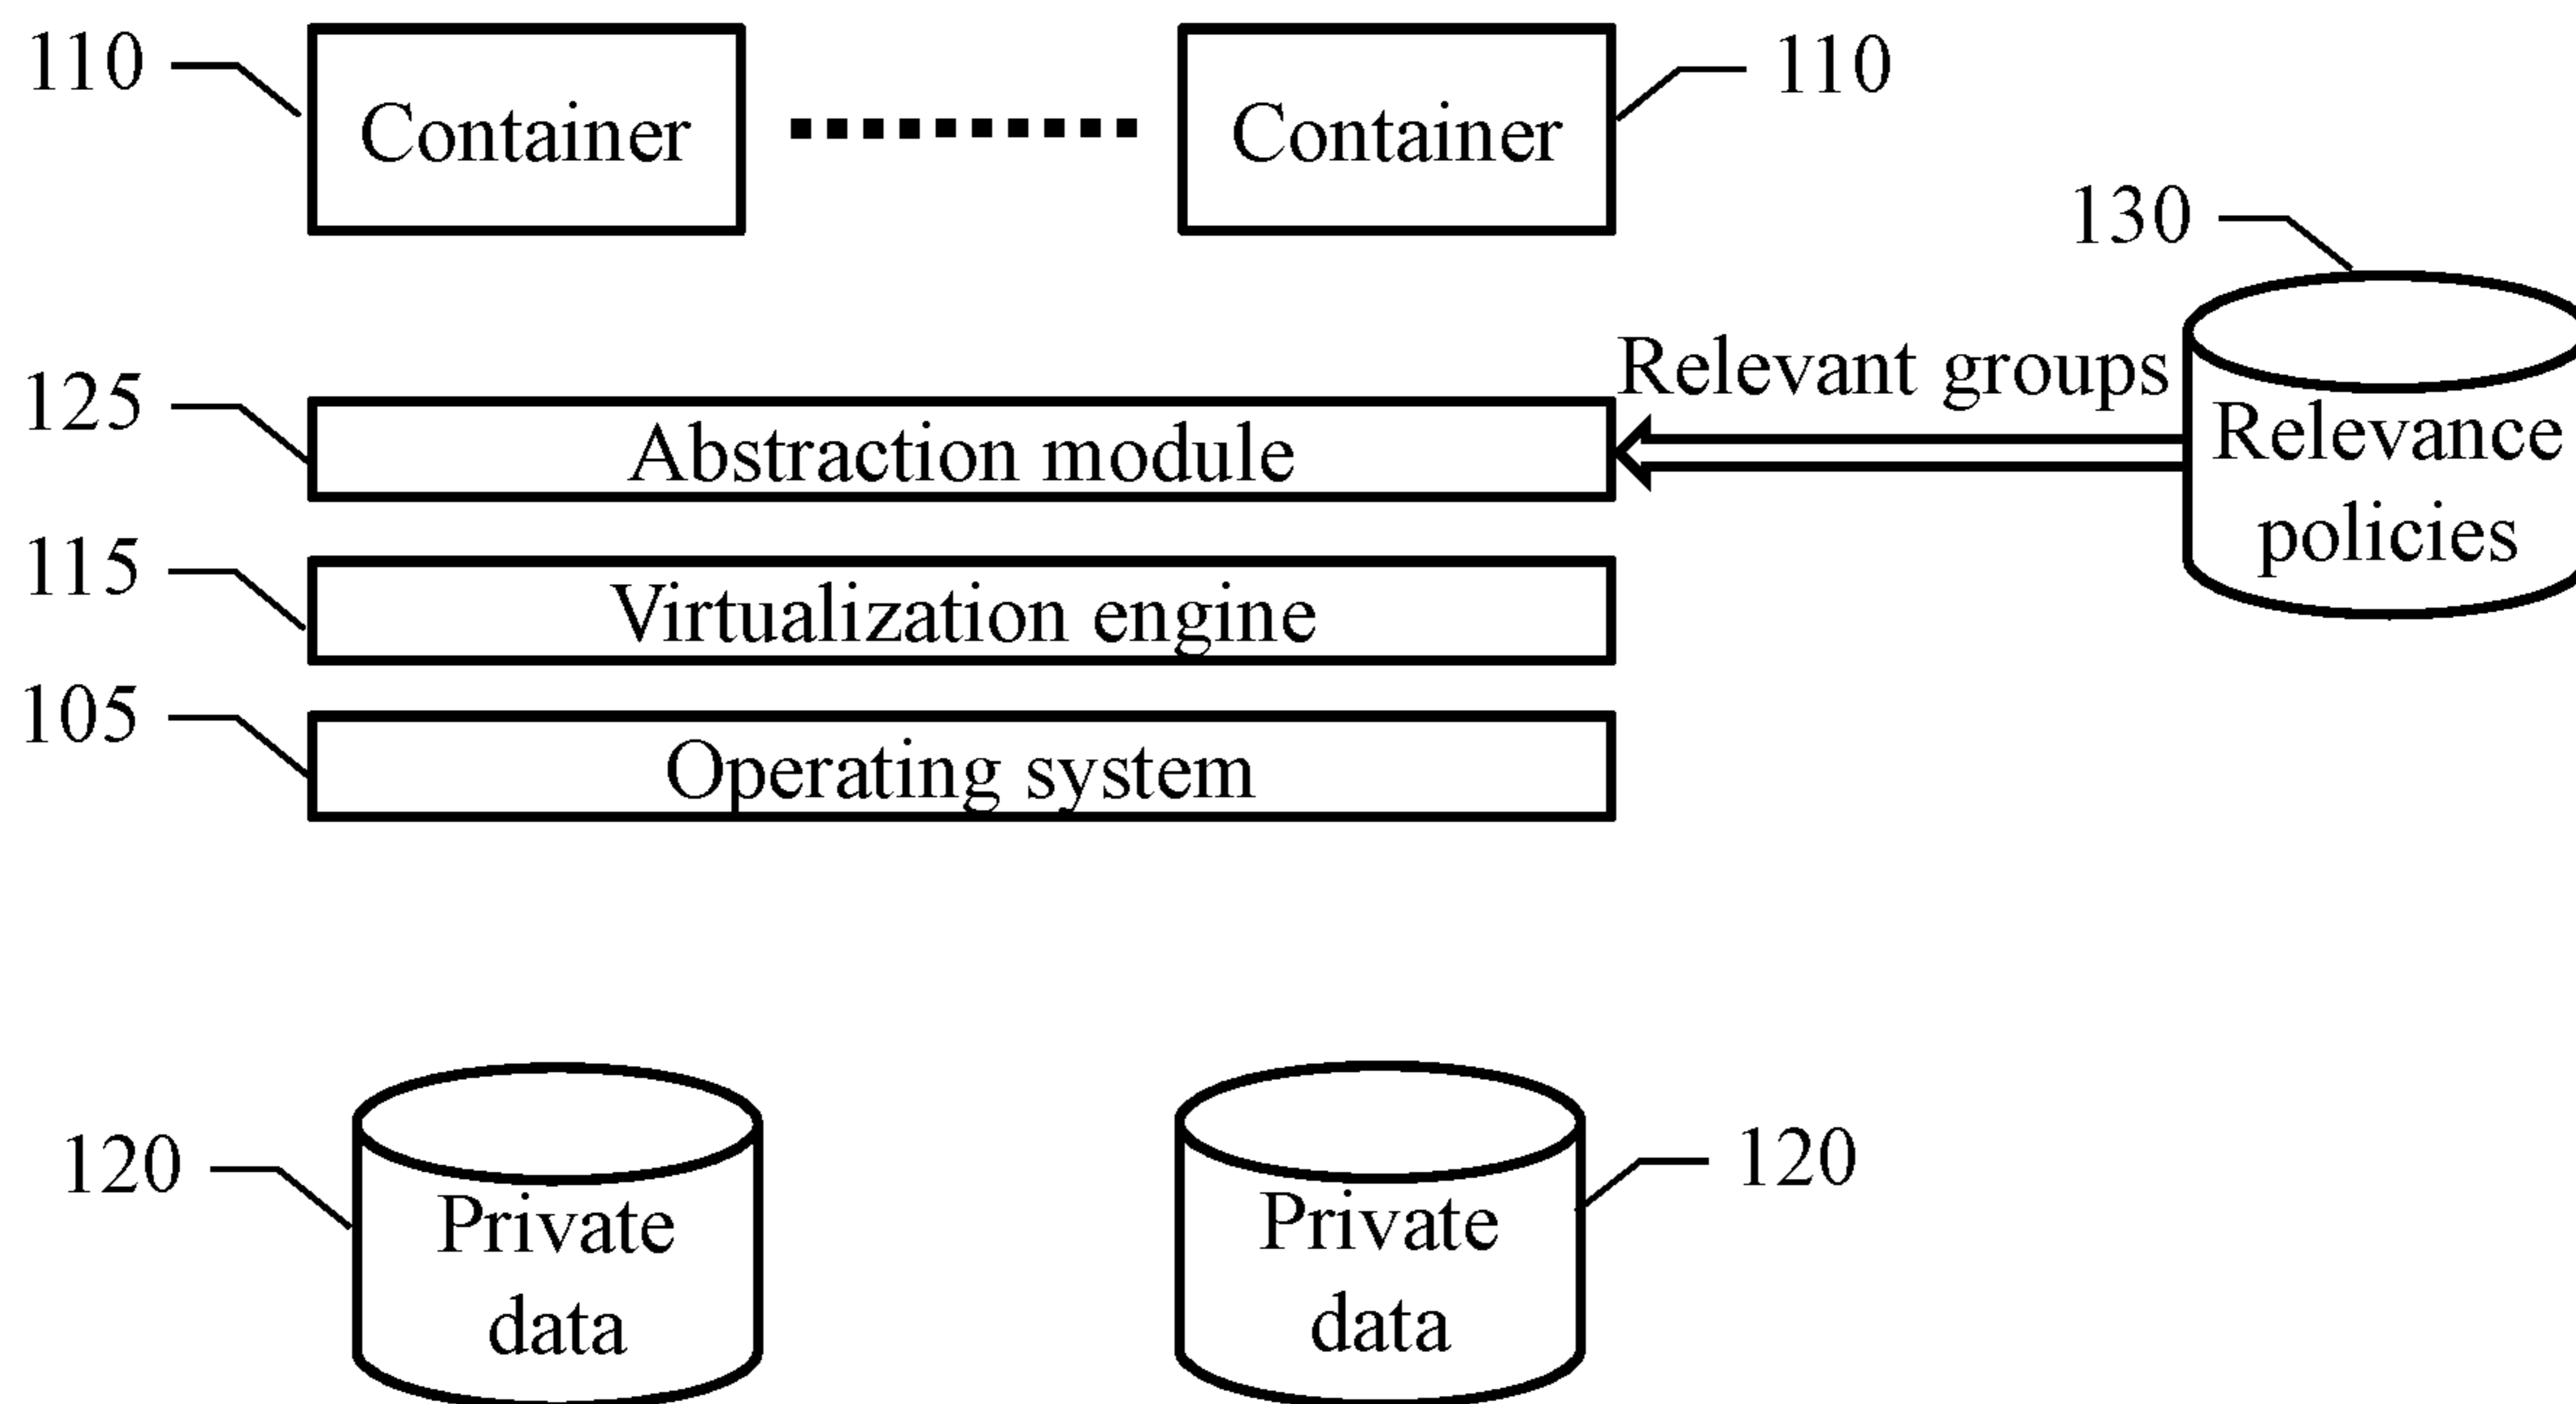 110
Container
Container
110
130
Relevant groups
125
Abstraction module
Relevance
policies
115
Virtualization engine
105
Operating system
120
Private
data
Private
data
120